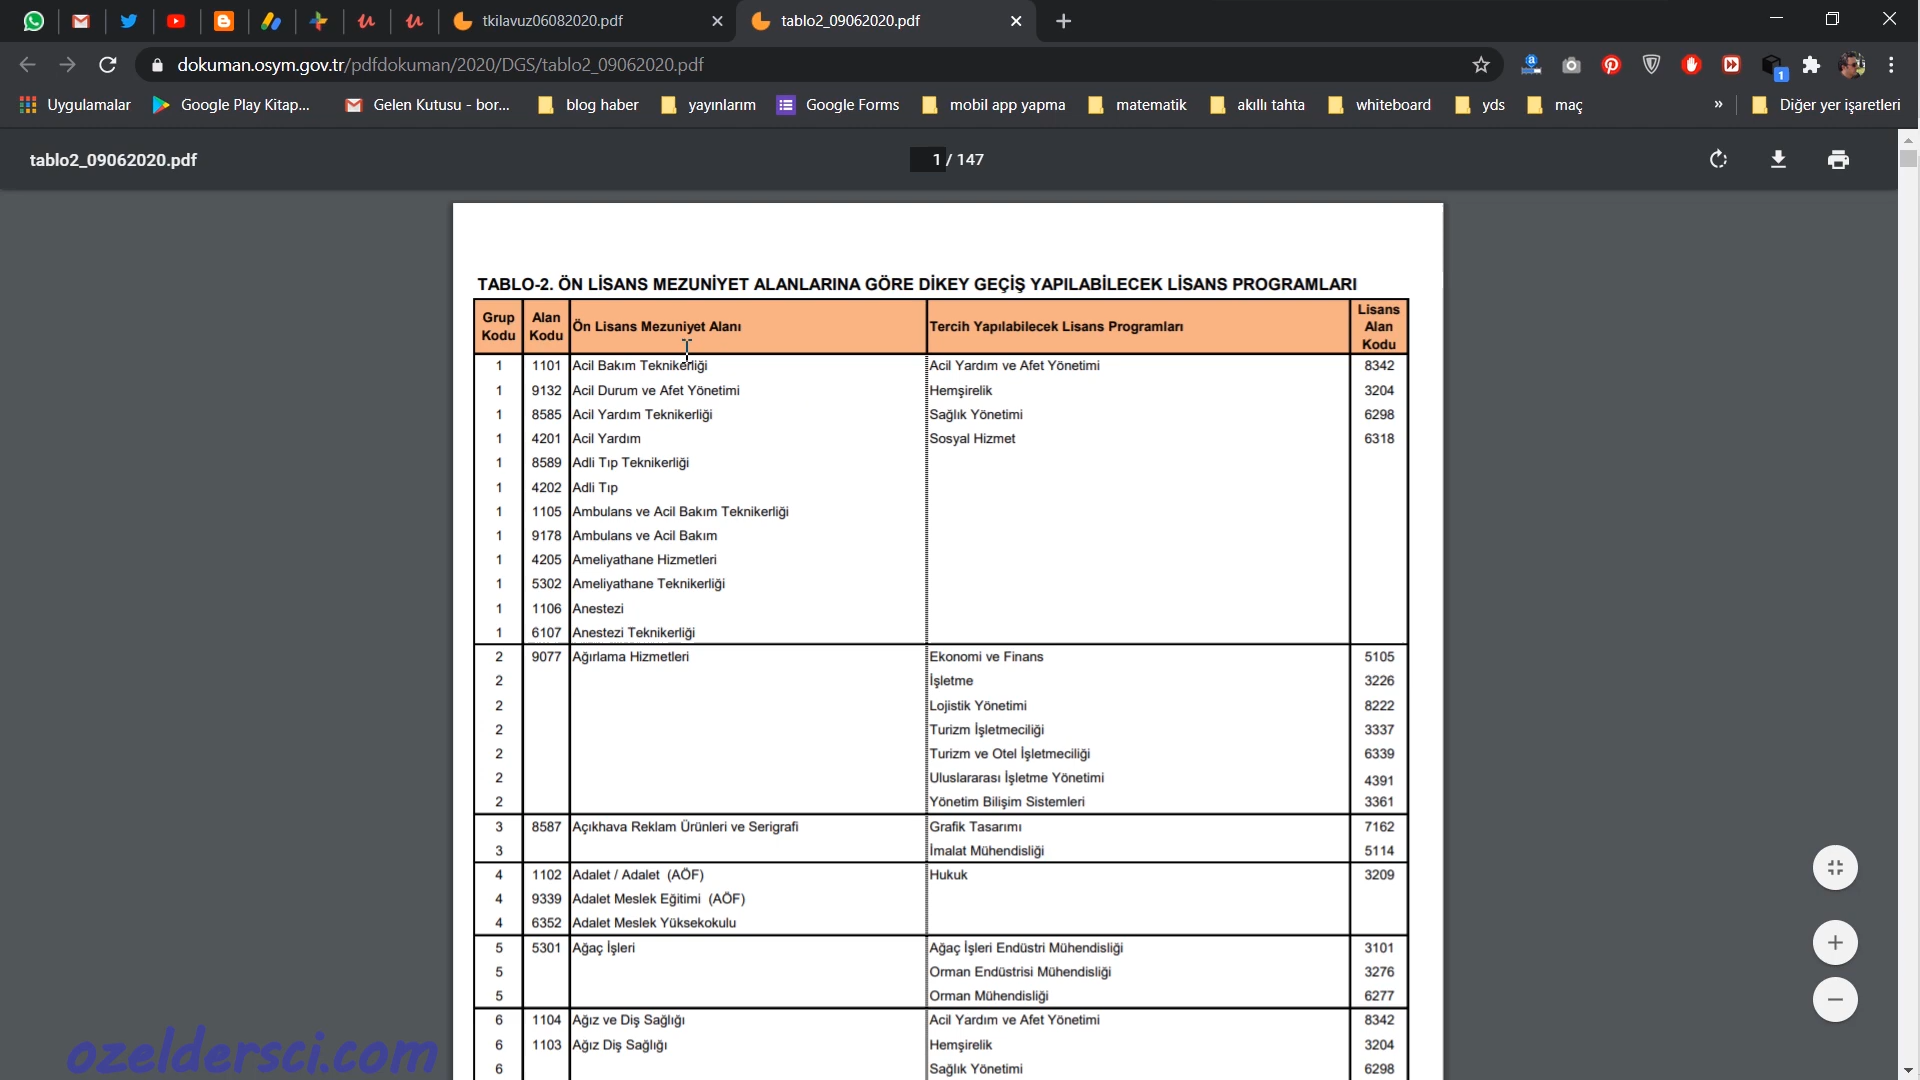 tkilavuz06082020.pdf
tablo2_09062020.pdf
dokuman.osym.gov.tr/pdfdokuman/2020/DGS/tablo2_09062020.pdf
Uygulamalar Google Play Kitap... Gelen Kutusu - bor... blog haber yayınlarım Google Forms mobil app yapma matematik akıllı tahta whiteboard yds maç » Diğer yer işaretleri
tablo2_09062020.pdf 1 / 147
TABLO-2. ÖN LİSANS MEZUNİYET ALANLARINA GÖRE DİKEY GEÇİŞ YAPILABİLECEK LİSANS PROGRAMLARI
Grup Kodu Alan Kodu Ön Lisans Mezuniyet Alanı Tercih Yapılabilecek Lisans Programları Lisans Alan Kodu
1 1101 Acil Bakım Teknikerliği Acil Yardım ve Afet Yönetimi 8342
1 9132 Acil Durum ve Afet Yönetimi Hemşirelik 3204
1 8585 Acil Yardım Teknikerliği Sağlık Yönetimi 6298
1 4201 Acil Yardım Sosyal Hizmet 6318
1 8589 Adli Tıp Teknikerliği
1 4202 Adli Tıp
1 1105 Ambulans ve Acil Bakım Teknikerliği
1 9178 Ambulans ve Acil Bakım
1 4205 Ameliyathane Hizmetleri
1 5302 Ameliyathane Teknikerliği
1 1106 Anestezi
1 6107 Anestezi Teknikerliği
2 9077 Ağırlama Hizmetleri Ekonomi ve Finans 5105
2 İşletme 3226
2 Lojistik Yönetimi 8222
2 Turizm İşletmeciliği 3337
2 Turizm ve Otel İşletmeciliği 6339
2 Uluslararası İşletme Yönetimi 4391
2 Yönetim Bilişim Sistemleri 3361
3 8587 Açıkhava Reklam Ürünleri ve Serigrafi Grafik Tasarımı 7162
3 İmalat Mühendisliği 5114
4 1102 Adalet / Adalet (AÖF) Hukuk 3209
4 9339 Adalet Meslek Eğitimi (AÖF)
4 6352 Adalet Meslek Yüksekokulu
5 5301 Ağaç İşleri Ağaç İşleri Endüstri Mühendisliği 3101
5 Orman Endüstrisi Mühendisliği 3276
5 Orman Mühendisliği 6277
6 1104 Ağız ve Diş Sağlığı Acil Yardım ve Afet Yönetimi 8342
6 1103 Ağız Diş Sağlığı Hemşirelik 3204
6 Sağlık Yönetimi 6298
ozeldersci.com